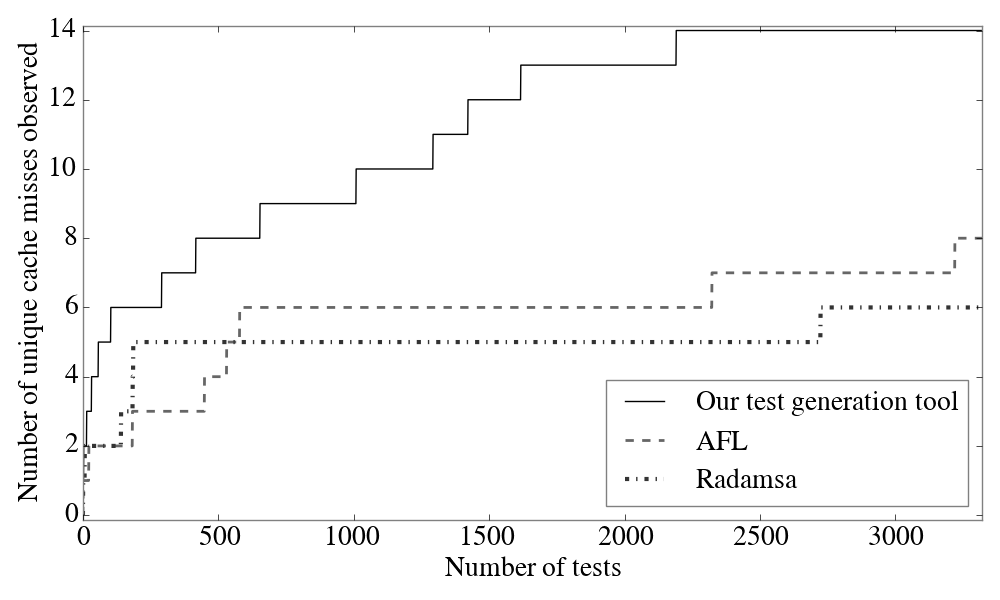 Number of unique cache misses observed
14
12
10
8
6
4
2
0
Our test generation tool
AFL
Radamsa
0 500 1000 1500 2000 2500 3000
Number of tests